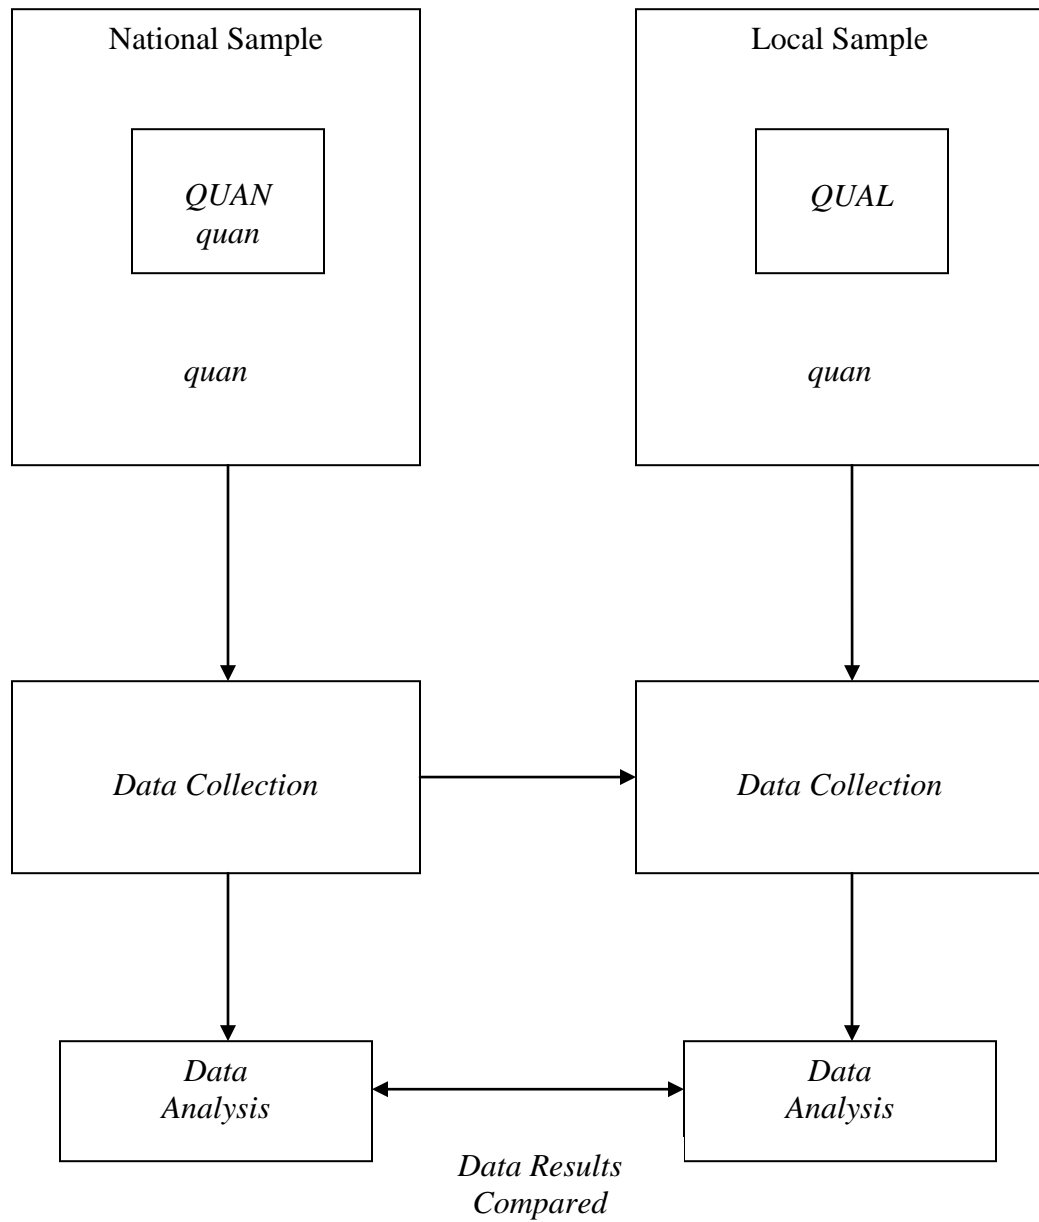 National Sample
QUAN
quan
quan
Local Sample
QUAL
quan
Data Collection
Data Collection
Data
Analysis
Data
Analysis
Data Results
Compared